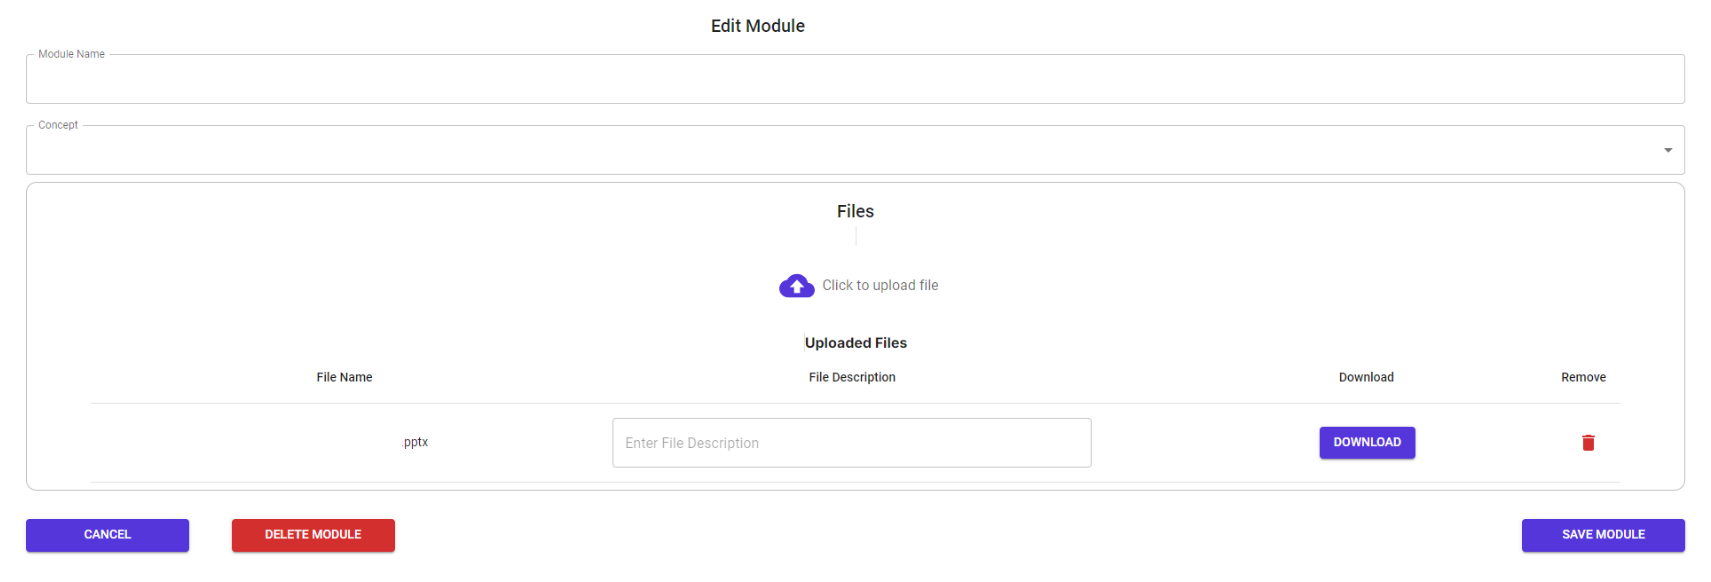 Edit Module
Module Name
Concept
Files
Click to upload file
Uploaded Files
File Name File Description Download Remove
.pptx Enter File Description DOWNLOAD
CANCEL DELETE MODULE SAVE MODULE